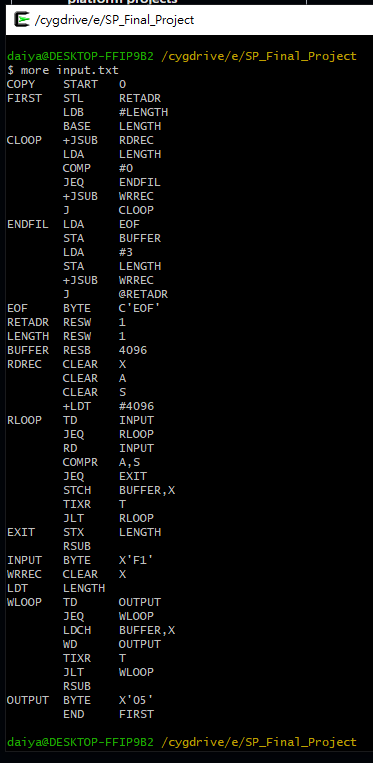 platform projects
/cygdrive/e/SP_Final_Project
daiya@DESKTOP-FFIP9B2 /cygdrive/e/SP_Final_Project
$ more input.txt
COPY    START   0
FIRST   STL     RETADR
        LDB     #LENGTH
        BASE    LENGTH
CLOOP   +JSUB   RDREC
        LDA     LENGTH
        COMP    #0
        JEQ     ENDFIL
        +JSUB   WRREC
        J       CLOOP
ENDFIL  LDA     EOF
        STA     BUFFER
        LDA     #3
        STA     LENGTH
        +JSUB   WRREC
        J       @RETADR
EOF     BYTE    C'EOF'
RETADR  RESW    1
LENGTH  RESW    1
BUFFER  RESB    4096
RDREC   CLEAR   X
        CLEAR   A
        CLEAR   S
        +LDT    #4096
RLOOP   TD      INPUT
        JEQ     RLOOP
        RD      INPUT
        COMPR   A,S
        JEQ     EXIT
        STCH    BUFFER,X
        TIXR    T
        JLT     RLOOP
EXIT    STX     LENGTH
        RSUB
INPUT   BYTE    X'F1'
WRREC   CLEAR   X
LDT     LENGTH
WLOOP   TD      OUTPUT
        JEQ     WLOOP
        LDCH    BUFFER,X
        WD      OUTPUT
        TIXR    T
        JLT     WLOOP
        RSUB
OUTPUT  BYTE    X'05'
        END     FIRST
daiya@DESKTOP-FFIP9B2 /cygdrive/e/SP_Final_Project